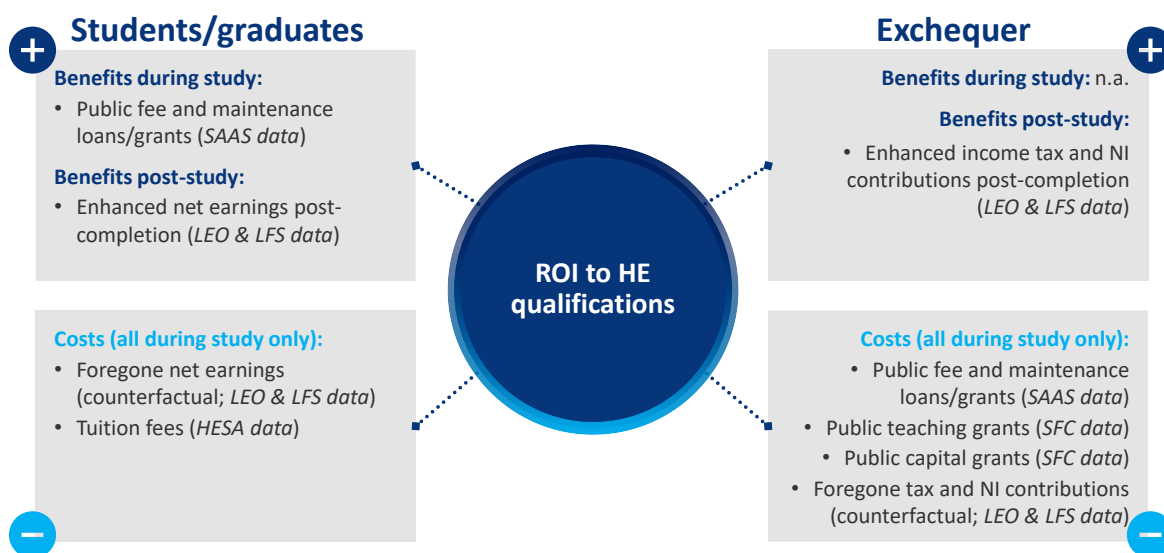 Students/graduates
Benefits during study:
• Public fee and maintenance
loans/grants (SAAS data)
Benefits post-study:
• Enhanced net earnings post-
completion (LEO & LFS data)
Costs (all during study only):
• Foregone net earnings
(counterfactual; LEO & LFS data)
• Tuition fees (HESA data)
ROI to HE
qualifications
Exchequer
Benefits during study: n.a.
Benefits post-study:
• Enhanced income tax and NI
contributions post-completion
(LEO & LFS data)
Costs (all during study only):
• Public fee and maintenance
loans/grants (SAAS data)
• Public teaching grants (SFC data)
• Public capital grants (SFC data)
• Foregone tax and NI contributions
(counterfactual; LEO & LFS data)